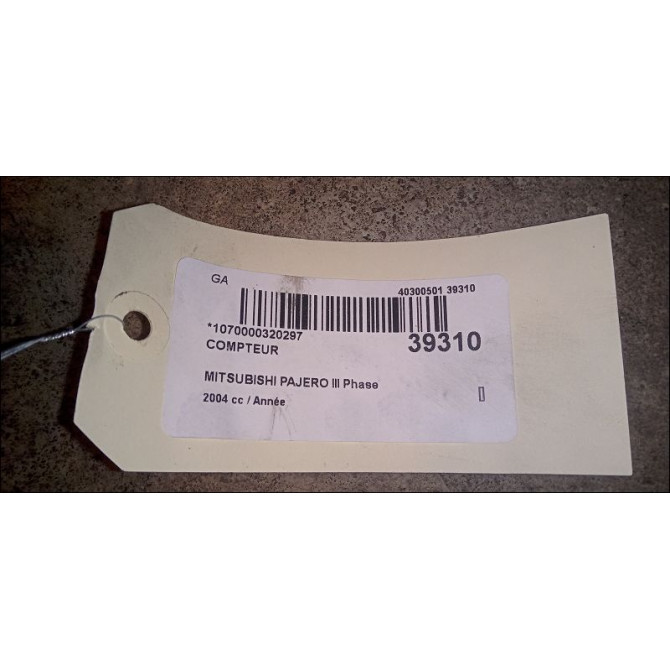 GA
40300501 39310
*1070000320297
39310
COMPTEUR
MITSUBISHI PAJERO III Phase
2004 cc / Année